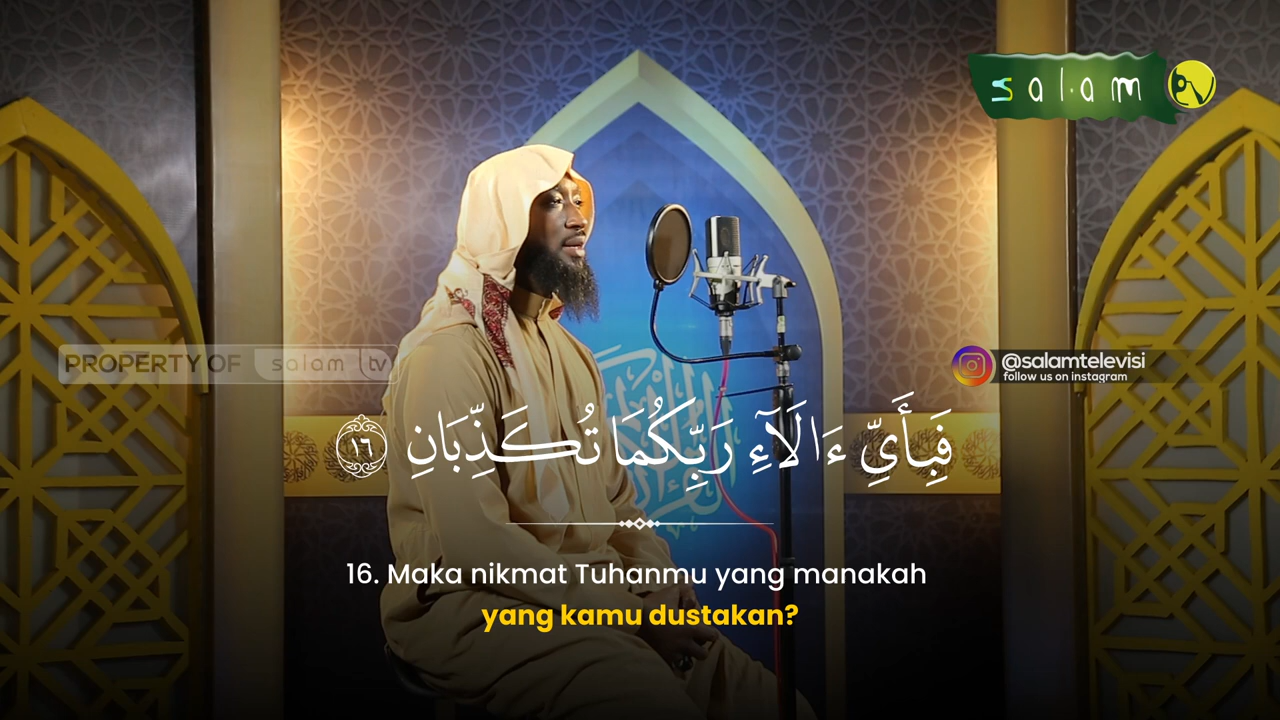 salam tv
PROPERTY OF salam tv
@salamtelevisi
follow us on instagram
فَبِأَيِّ ءَالَآءِ رَبِّكُمَا تُكَذِّبَانِ ١٦
16. Maka nikmat Tuhanmu yang manakah
yang kamu dustakan?